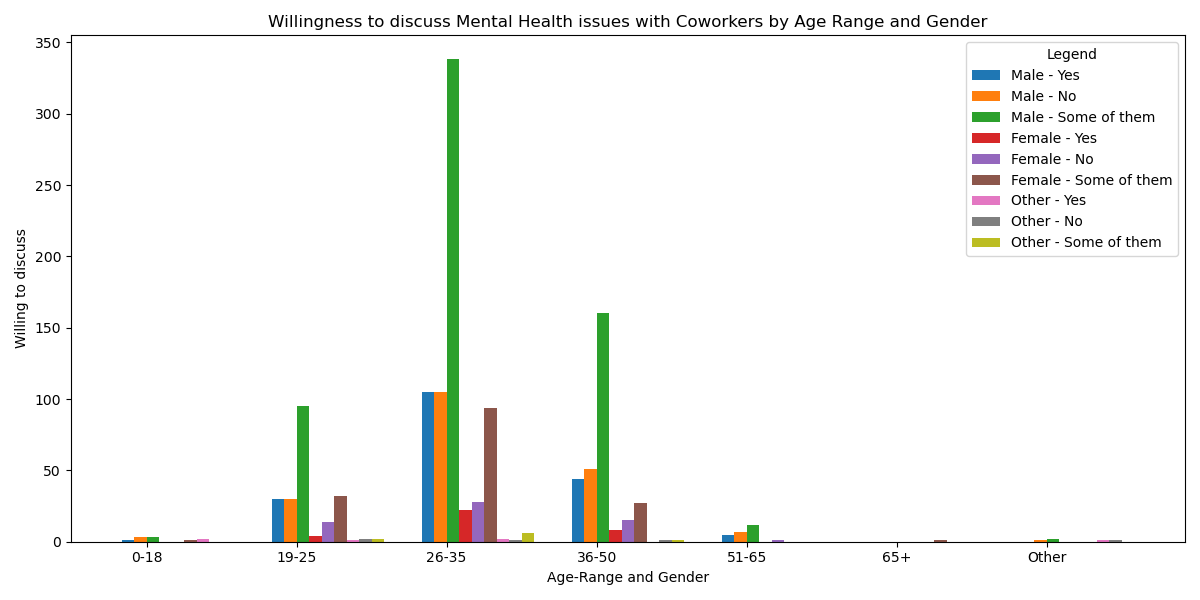 Willingness to discuss Mental Health issues with Coworkers by Age Range and Gender
350
300
250
200
150
100
50
0
Willing to discuss
Legend
Male - Yes
Male - No
Male - Some of them
Female - Yes
Female - No
Female - Some of them
Other - Yes
Other - No
Other - Some of them
0-18 19-25 26-35 36-50 51-65 65+ Other
Age-Range and Gender